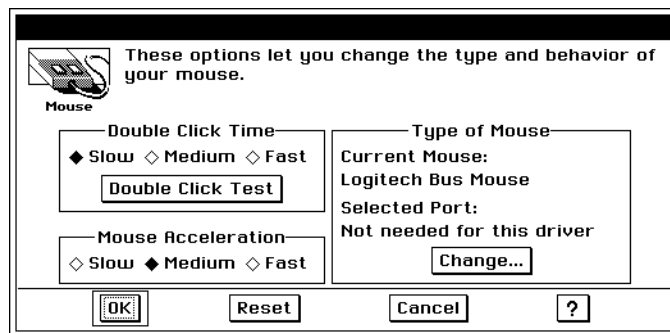 These options let you change the type and behavior of
your mouse.
Mouse
Double Click Time
Slow Medium Fast
Double Click Test
Mouse Acceleration
Slow Medium Fast
Type of Mouse
Current Mouse:
Logitech Bus Mouse
Selected Port:
Not needed for this driver
Change...
OK Reset Cancel ?